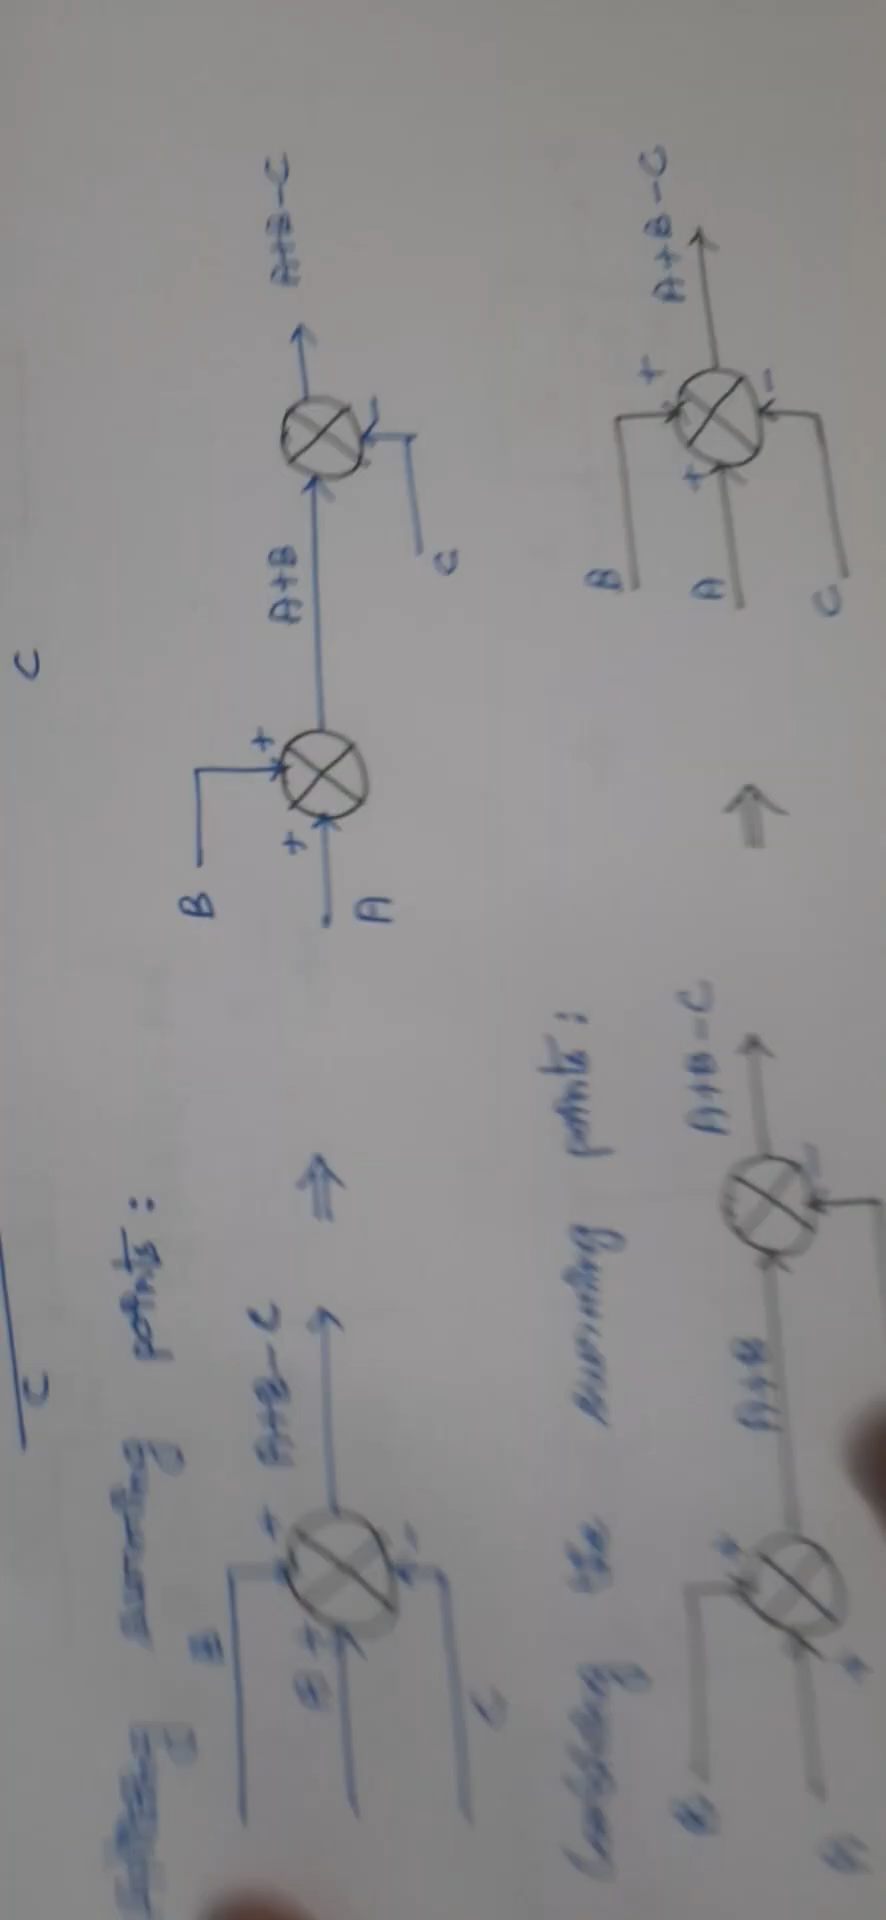 C
C
summing points:
B
+
+
A+B-C
-
C
⇒
B
+
+
A
A+B
-
C
A+B-C
Combining the summing points:
B
+
+
A+B
-
A+B-C
⇒
B
+
A
+
C
-
A+B-C